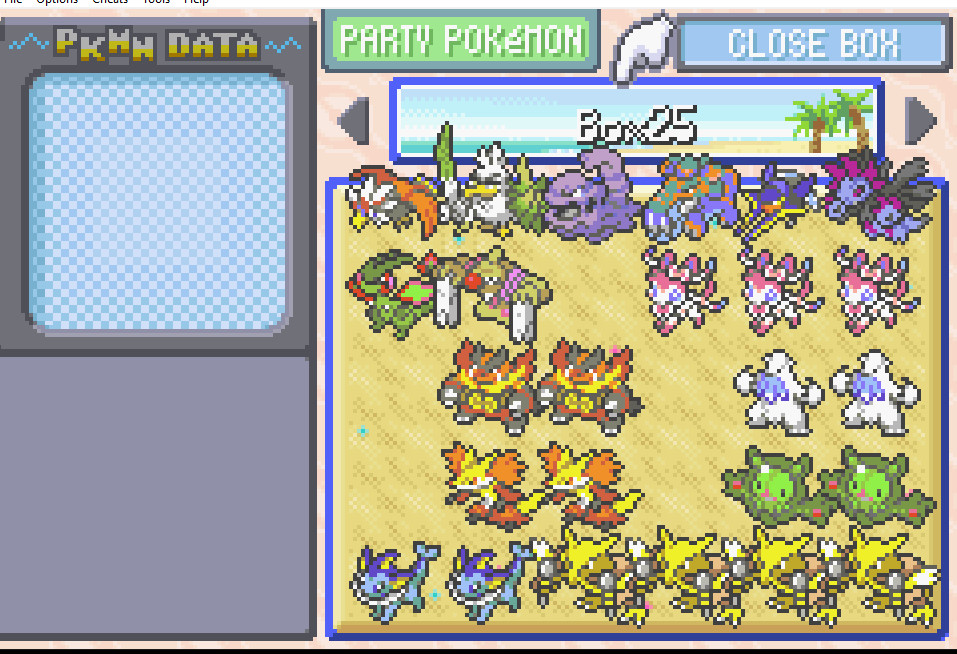 File Options Cheats Tools Help
PKMN DATA
PARTY POKéMON
CLOSE BOX
Box25